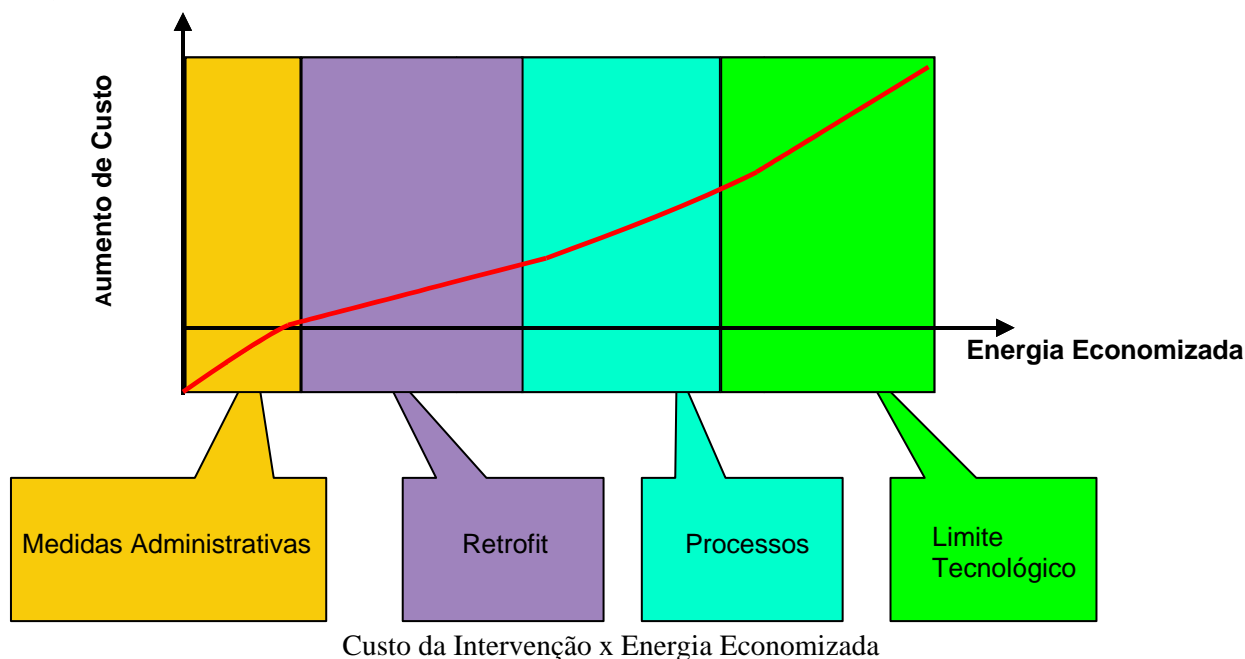 Aumento de Custo
Energia Economizada
Medidas Administrativas
Retrofit
Processos
Limite
Tecnológico
Custo da Intervenção x Energia Economizada